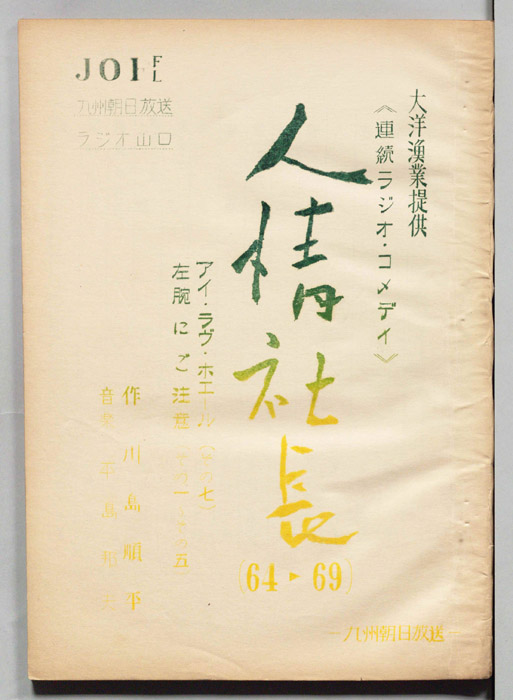 大洋漁業提供
《連続ラジオ・コメディ》
人情社長
(64▶69)
アイ・ラヴ・ホエール
左腕にご注意
作 川島順平
音楽
JOIFL
九州朝日放送
ラジオ山口
—九州朝日放送—